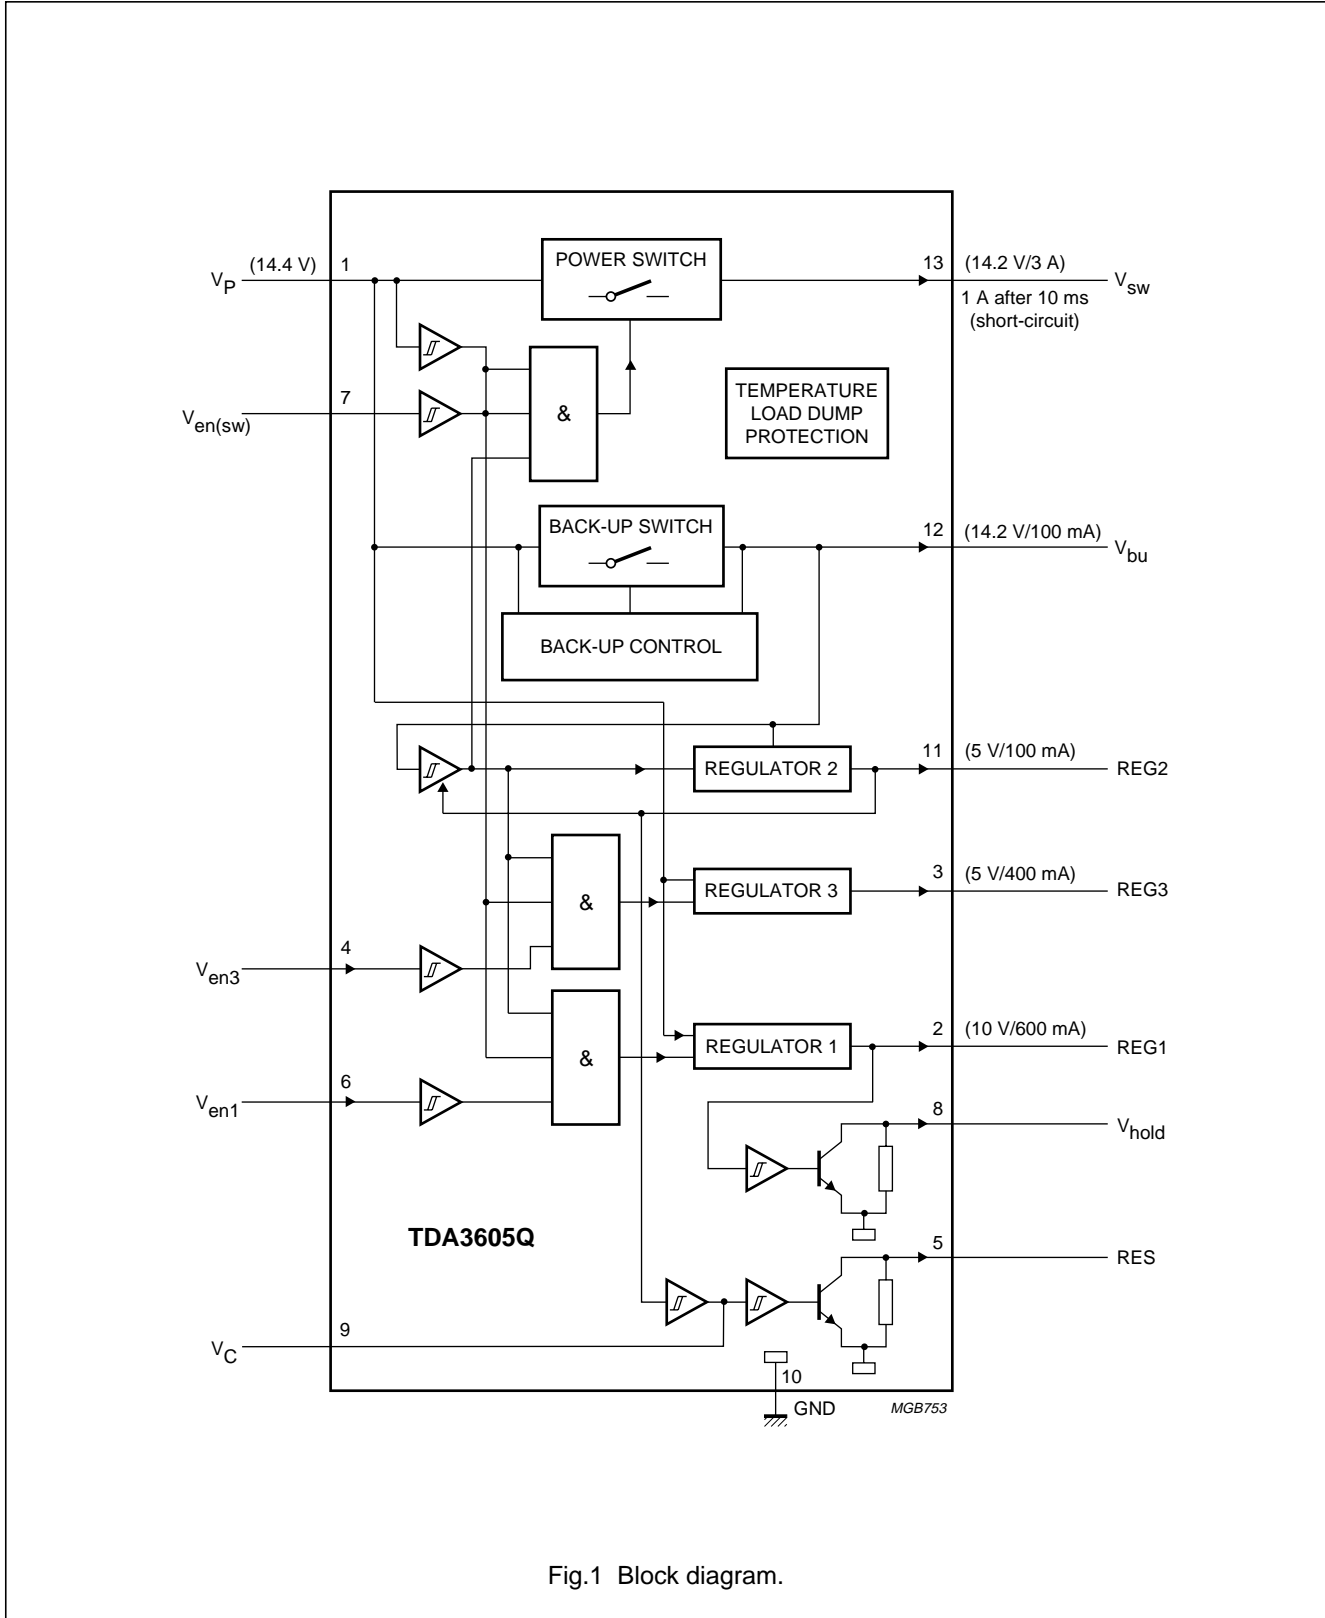 POWER SWITCH
(14.4 V)
1
V_P
13
(14.2 V/3 A)
V_sw
1 A after 10 ms
(short-circuit)
TEMPERATURE
LOAD DUMP
PROTECTION
7
V_en(sw)
&
BACK-UP SWITCH
12
(14.2 V/100 mA)
V_bu
BACK-UP CONTROL
REGULATOR 2
11
(5 V/100 mA)
REG2
REGULATOR 3
3
(5 V/400 mA)
REG3
&
4
V_en3
REGULATOR 1
2
(10 V/600 mA)
REG1
&
6
V_en1
8
V_hold
TDA3605Q
5
RES
9
V_C
10
GND
MGB753
Fig.1 Block diagram.